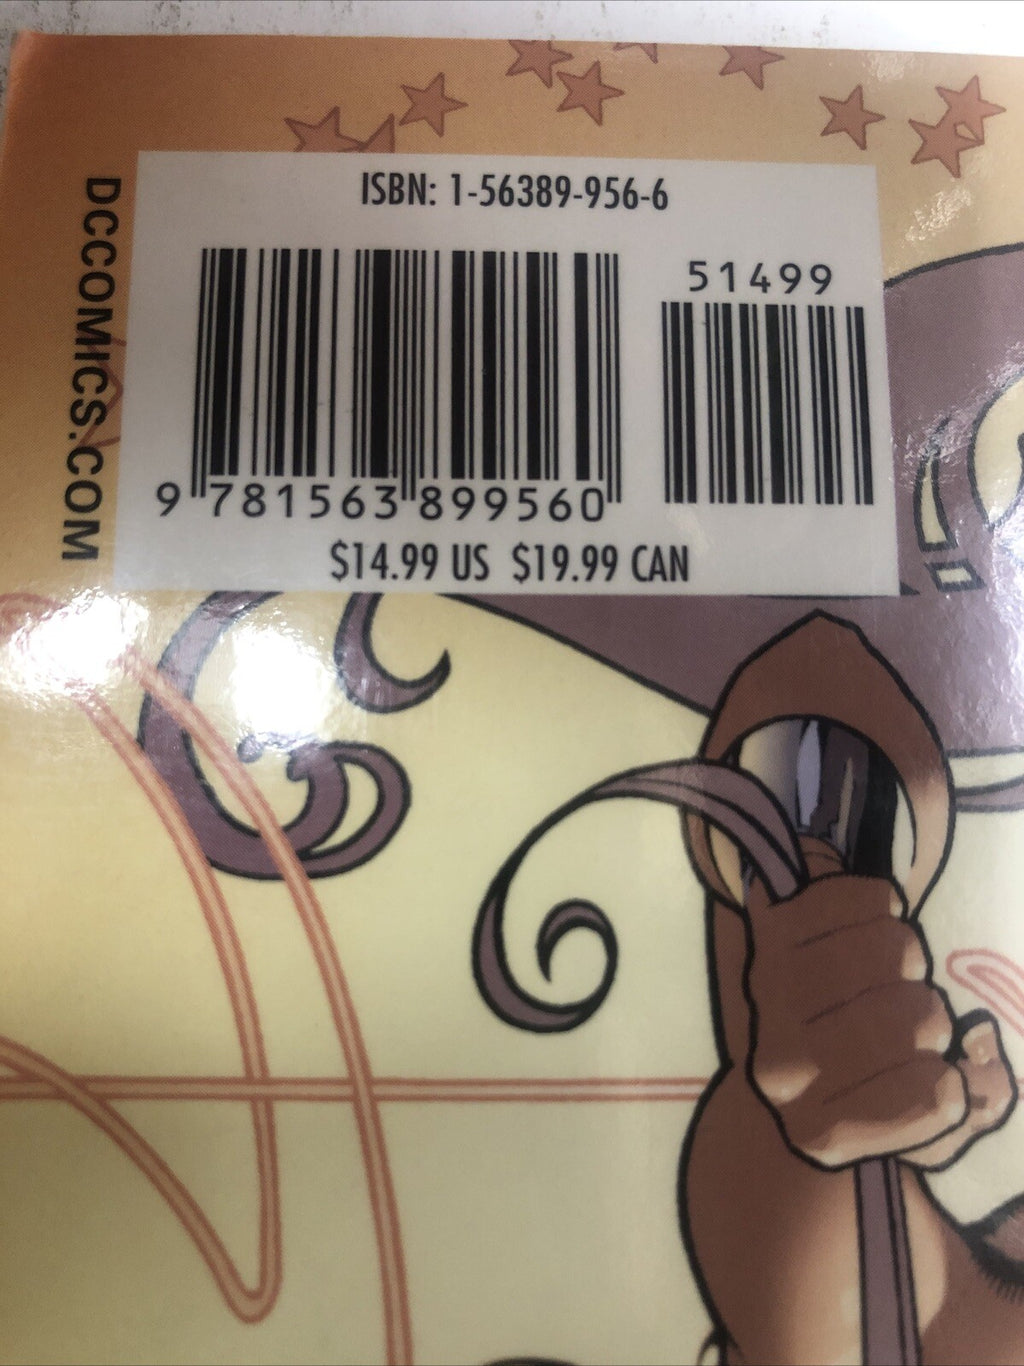 ISBN: 1-56389-956-6
51499
9 781563 899560
$14.99 US $19.99 CAN
DCCOMICS.COM